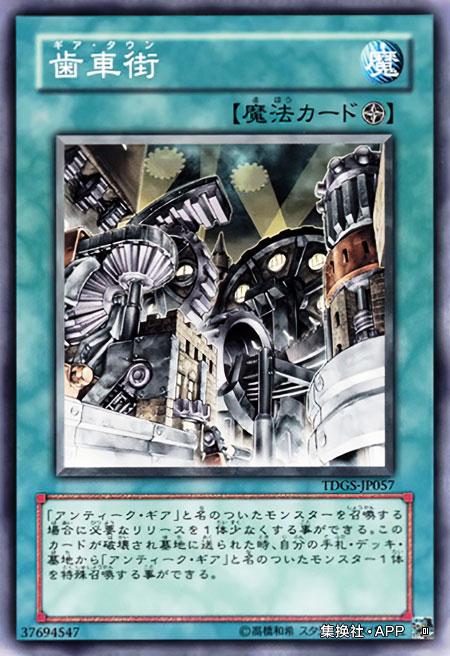 ギア・タウン
歯車街
魔
まほう
【魔法カード】
TDGS-JP057
「アンティーク・ギア」と名のついたモンスターを召喚する
場合に必要なリリースを1体少なくする事ができる。この
カードが破壊され墓地に送られた時、自分の手札・デッキ・
墓地から「アンティーク・ギア」と名のついたモンスター1体
を特殊召喚する事ができる。
37694547
©高橋和希 スタ
集換社・APP